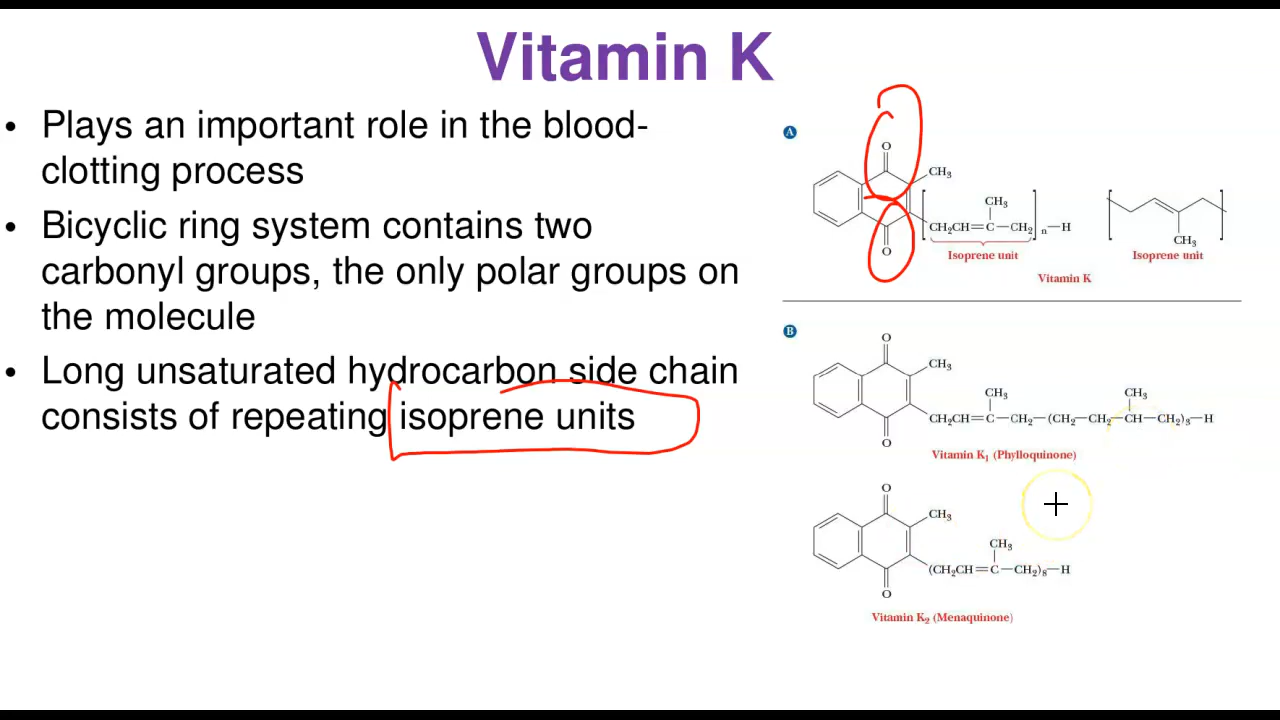 Vitamin K
• Plays an important role in the blood-
clotting process
• Bicyclic ring system contains two
carbonyl groups, the only polar groups on
the molecule
• Long unsaturated hydrocarbon side chain
consists of repeating isoprene units
A
O
CH₃
CH₃
CH₂CH=C—CH₂ n—H
O
Isoprene unit
CH₃
Isoprene unit
Vitamin K
B
O
CH₃
CH₃ CH₃
CH₂CH=C—CH₂—(CH₂—CH₂—CH—CH₂)₃—H
O
Vitamin K₁ (Phylloquinone)
O
CH₃
CH₃
(CH₂CH=C—CH₂)₈—H
O
Vitamin K₂ (Menaquinone)